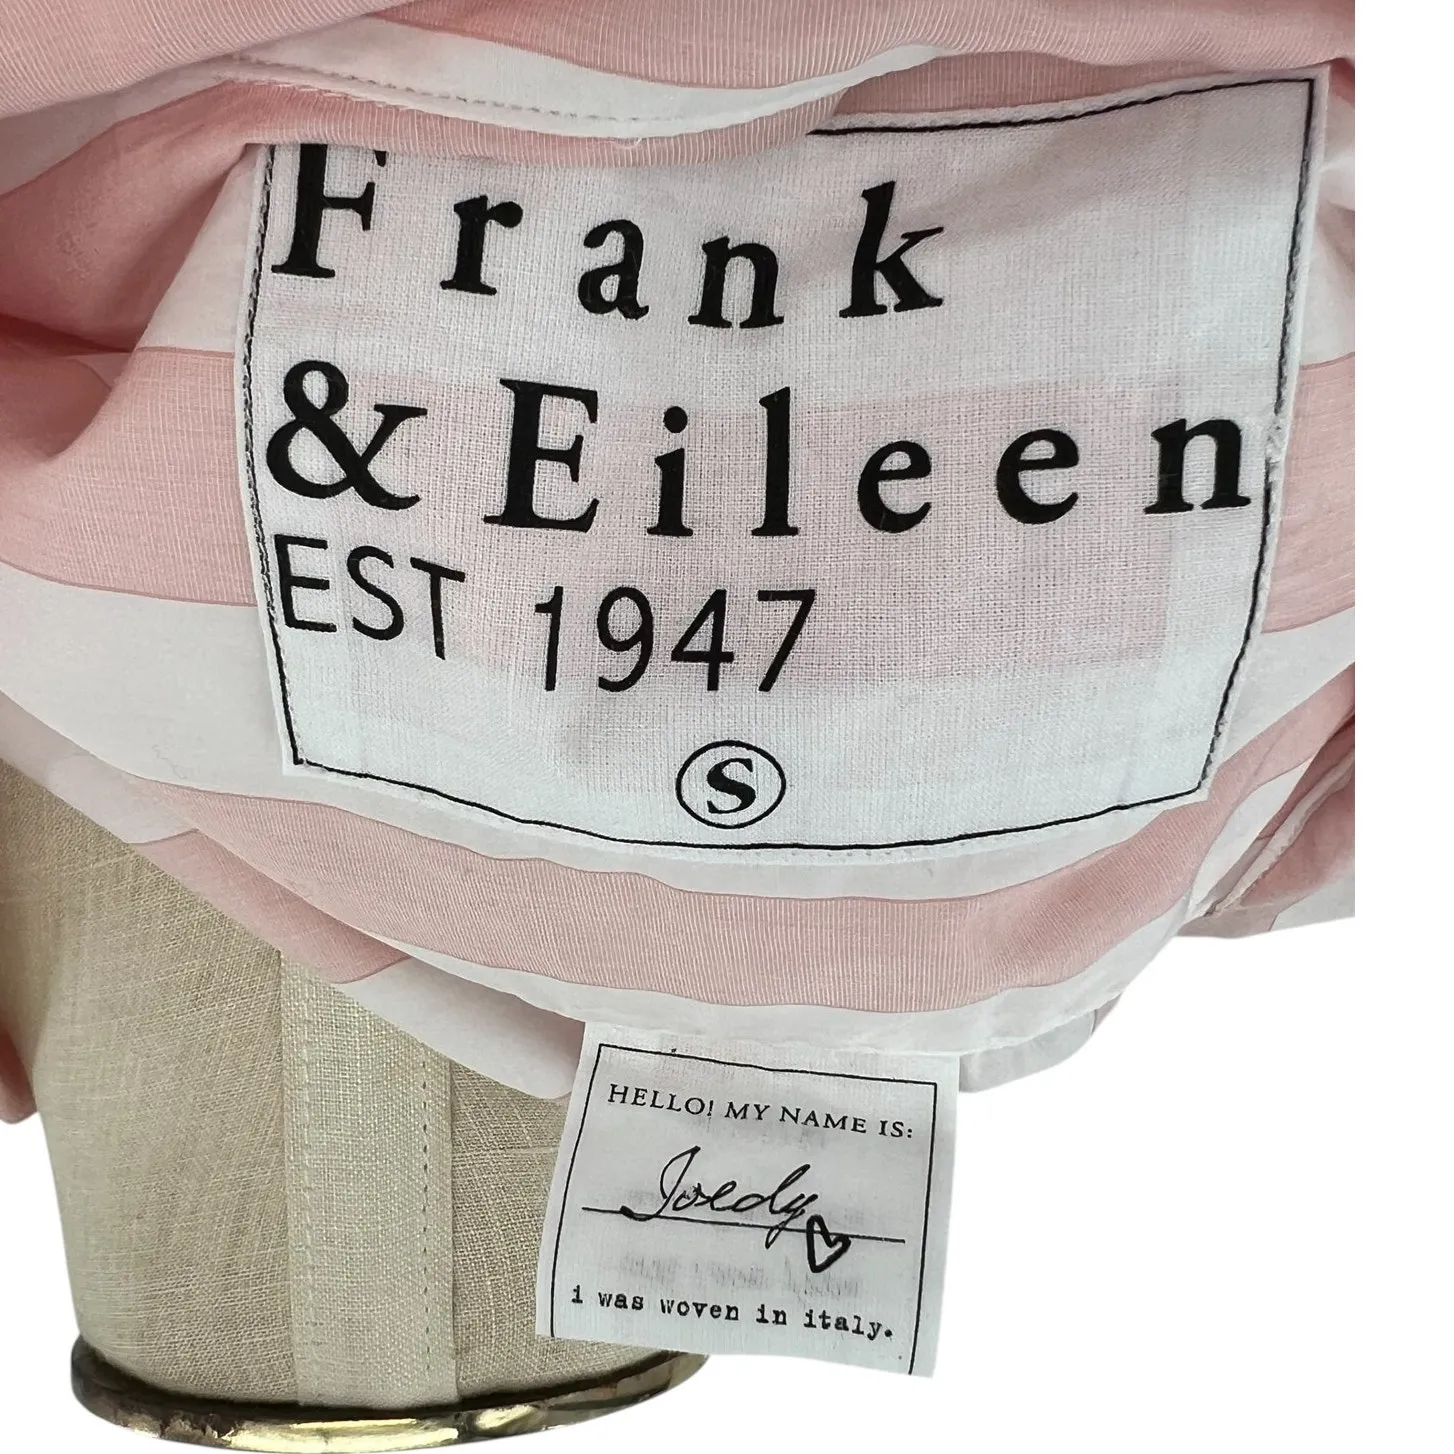 Frank
& Eileen
EST 1947
S
HELLO! MY NAME IS:
Joedy
i was woven in italy.